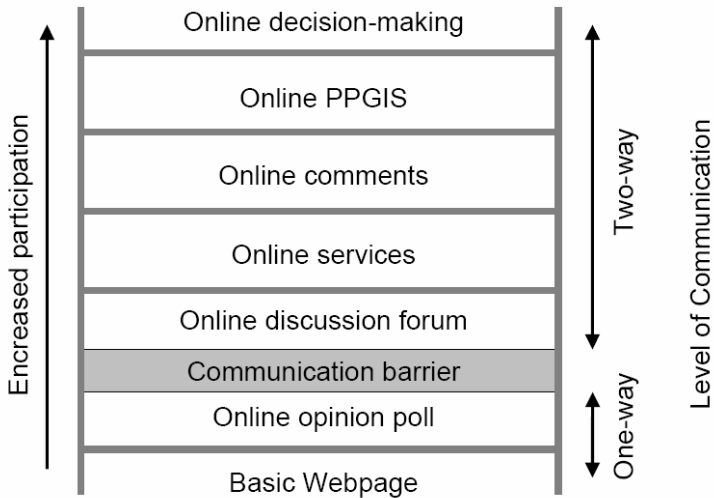 Online decision-making
Online PPGIS
Online comments
Online services
Online discussion forum
Communication barrier
Online opinion poll
Basic Webpage
Encreased participation
Two-way
One-way
Level of Communication